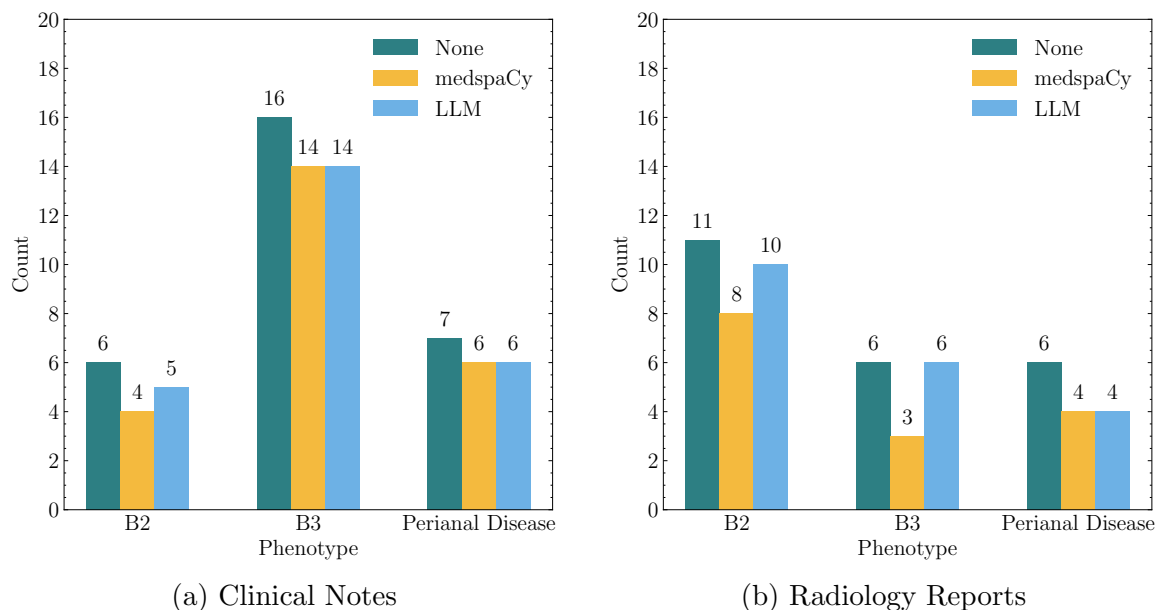 20
18
16
14
12
10
8
6
4
2
0
Count
None
medspaCy
LLM
6
4
5
16
14
14
7
6
6
B2
B3
Perianal Disease
Phenotype
(a) Clinical Notes
20
18
16
14
12
10
8
6
4
2
0
Count
None
medspaCy
LLM
11
8
10
6
3
6
6
4
4
B2
B3
Perianal Disease
Phenotype
(b) Radiology Reports